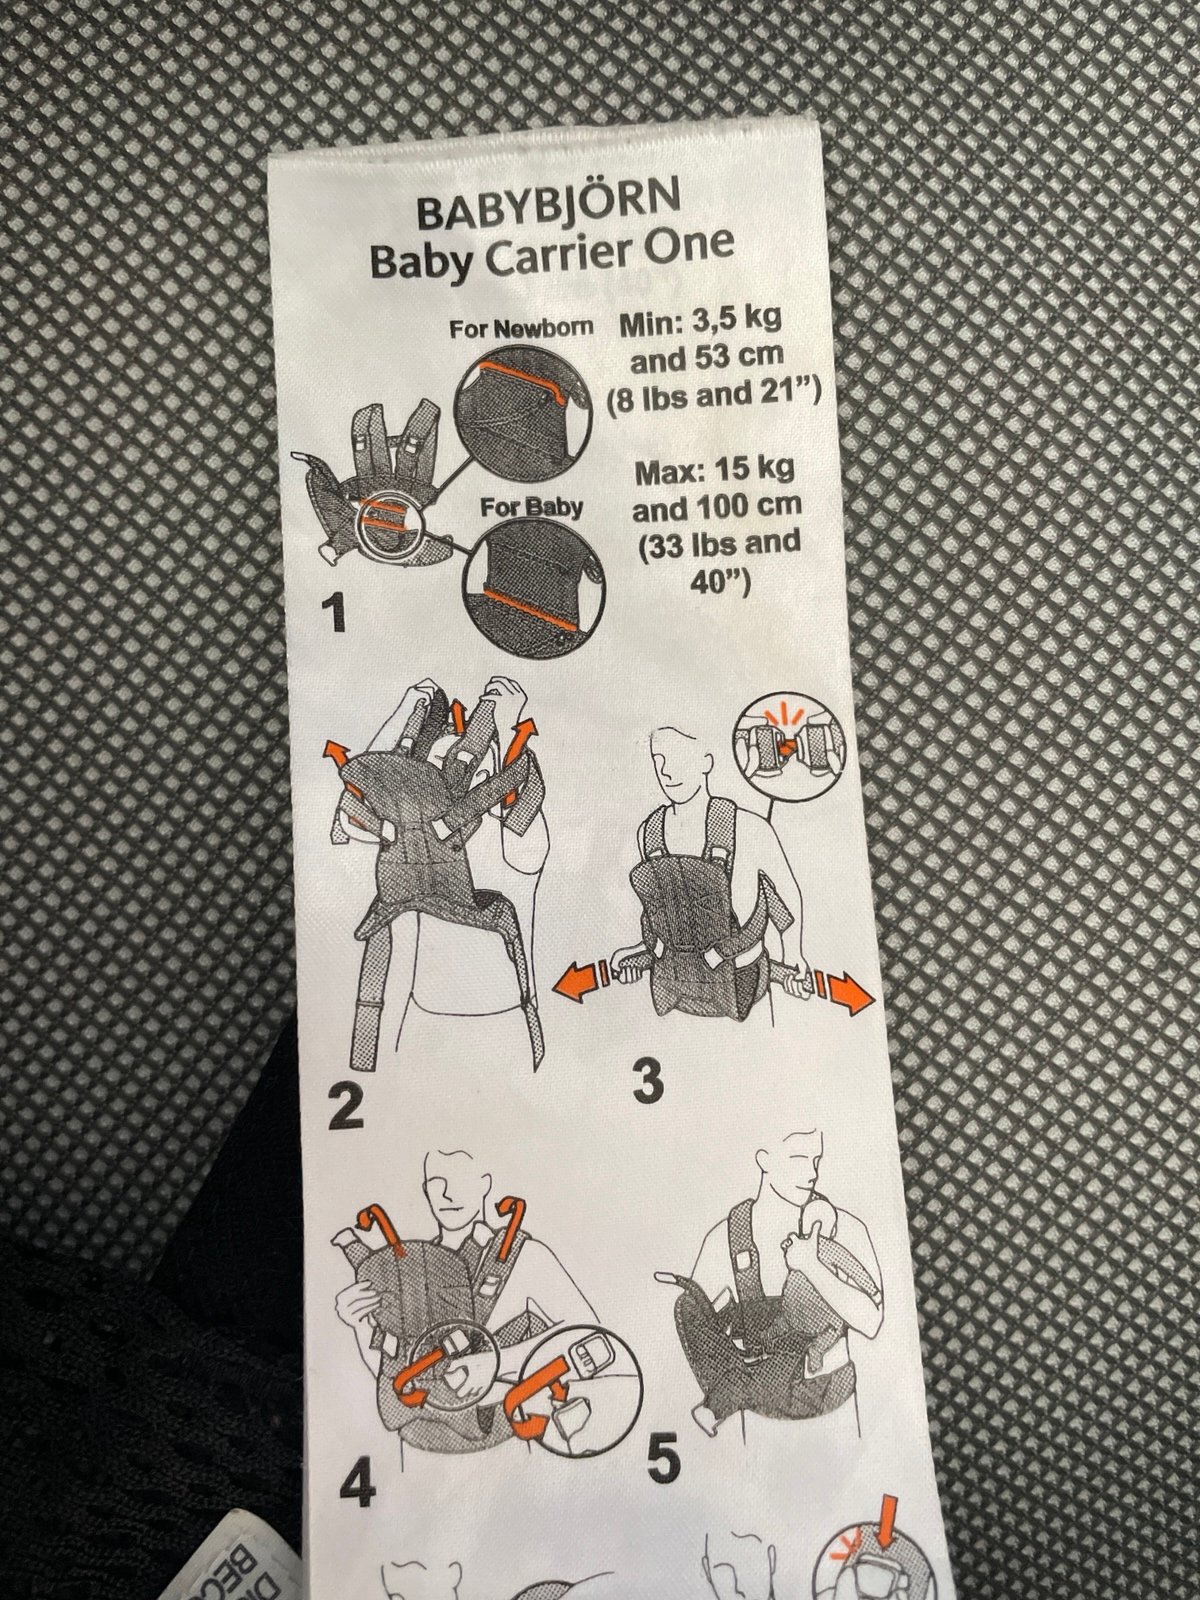 BABYBJÖRN
Baby Carrier One
For Newborn
Min: 3,5 kg
and 53 cm
(8 lbs and 21”)
For Baby
Max: 15 kg
and 100 cm
(33 lbs and
40”)
1
2
3
4
5